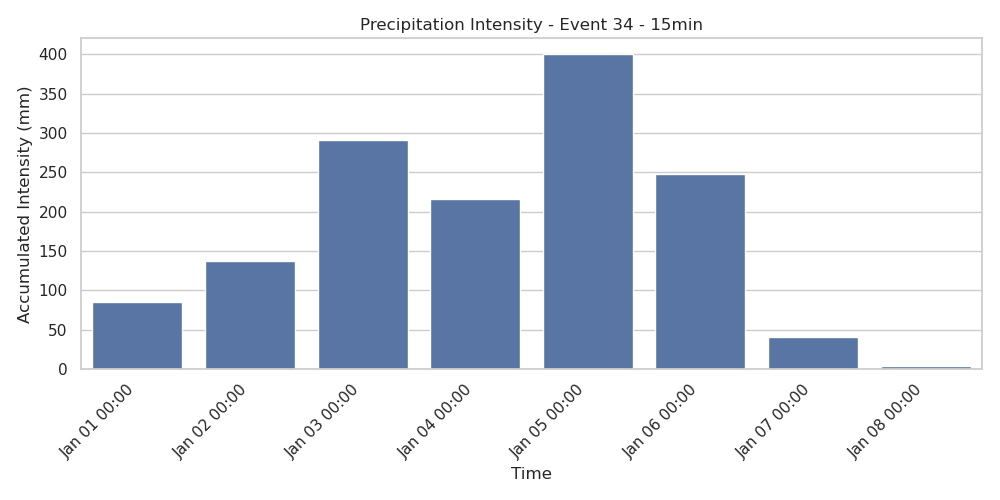 Precipitation Intensity - Event 34 - 15min
Accumulated Intensity (mm)
400
350
300
250
200
150
100
50
0
Jan 01 00:00
Jan 02 00:00
Jan 03 00:00
Jan 04 00:00
Jan 05 00:00
Jan 06 00:00
Jan 07 00:00
Jan 08 00:00
Time